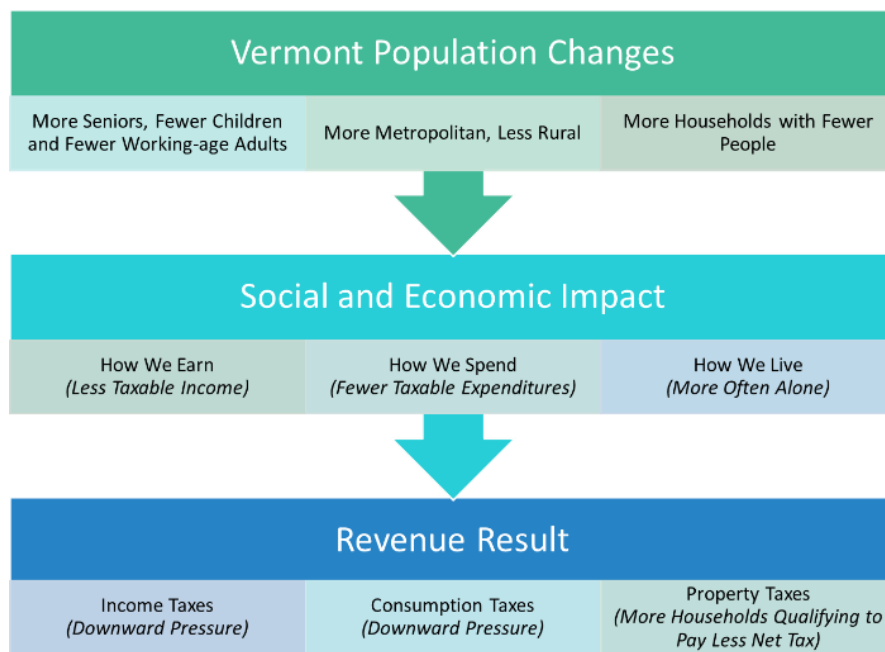 Vermont Population Changes
More Seniors, Fewer Children
and Fewer Working-age Adults
More Metropolitan, Less Rural
More Households with Fewer
People
Social and Economic Impact
How We Earn
(Less Taxable Income)
How We Spend
(Fewer Taxable Expenditures)
How We Live
(More Often Alone)
Revenue Result
Income Taxes
(Downward Pressure)
Consumption Taxes
(Downward Pressure)
Property Taxes
(More Households Qualifying to
Pay Less Net Tax)